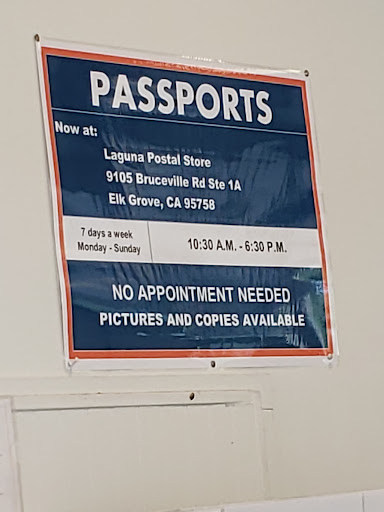 PASSPORTS
Now at:
Laguna Postal Store
9105 Bruceville Rd Ste 1A
Elk Grove, CA 95758
7 days a week
Monday - Sunday
10:30 A.M. - 6:30 P.M.
NO APPOINTMENT NEEDED
PICTURES AND COPIES AVAILABLE